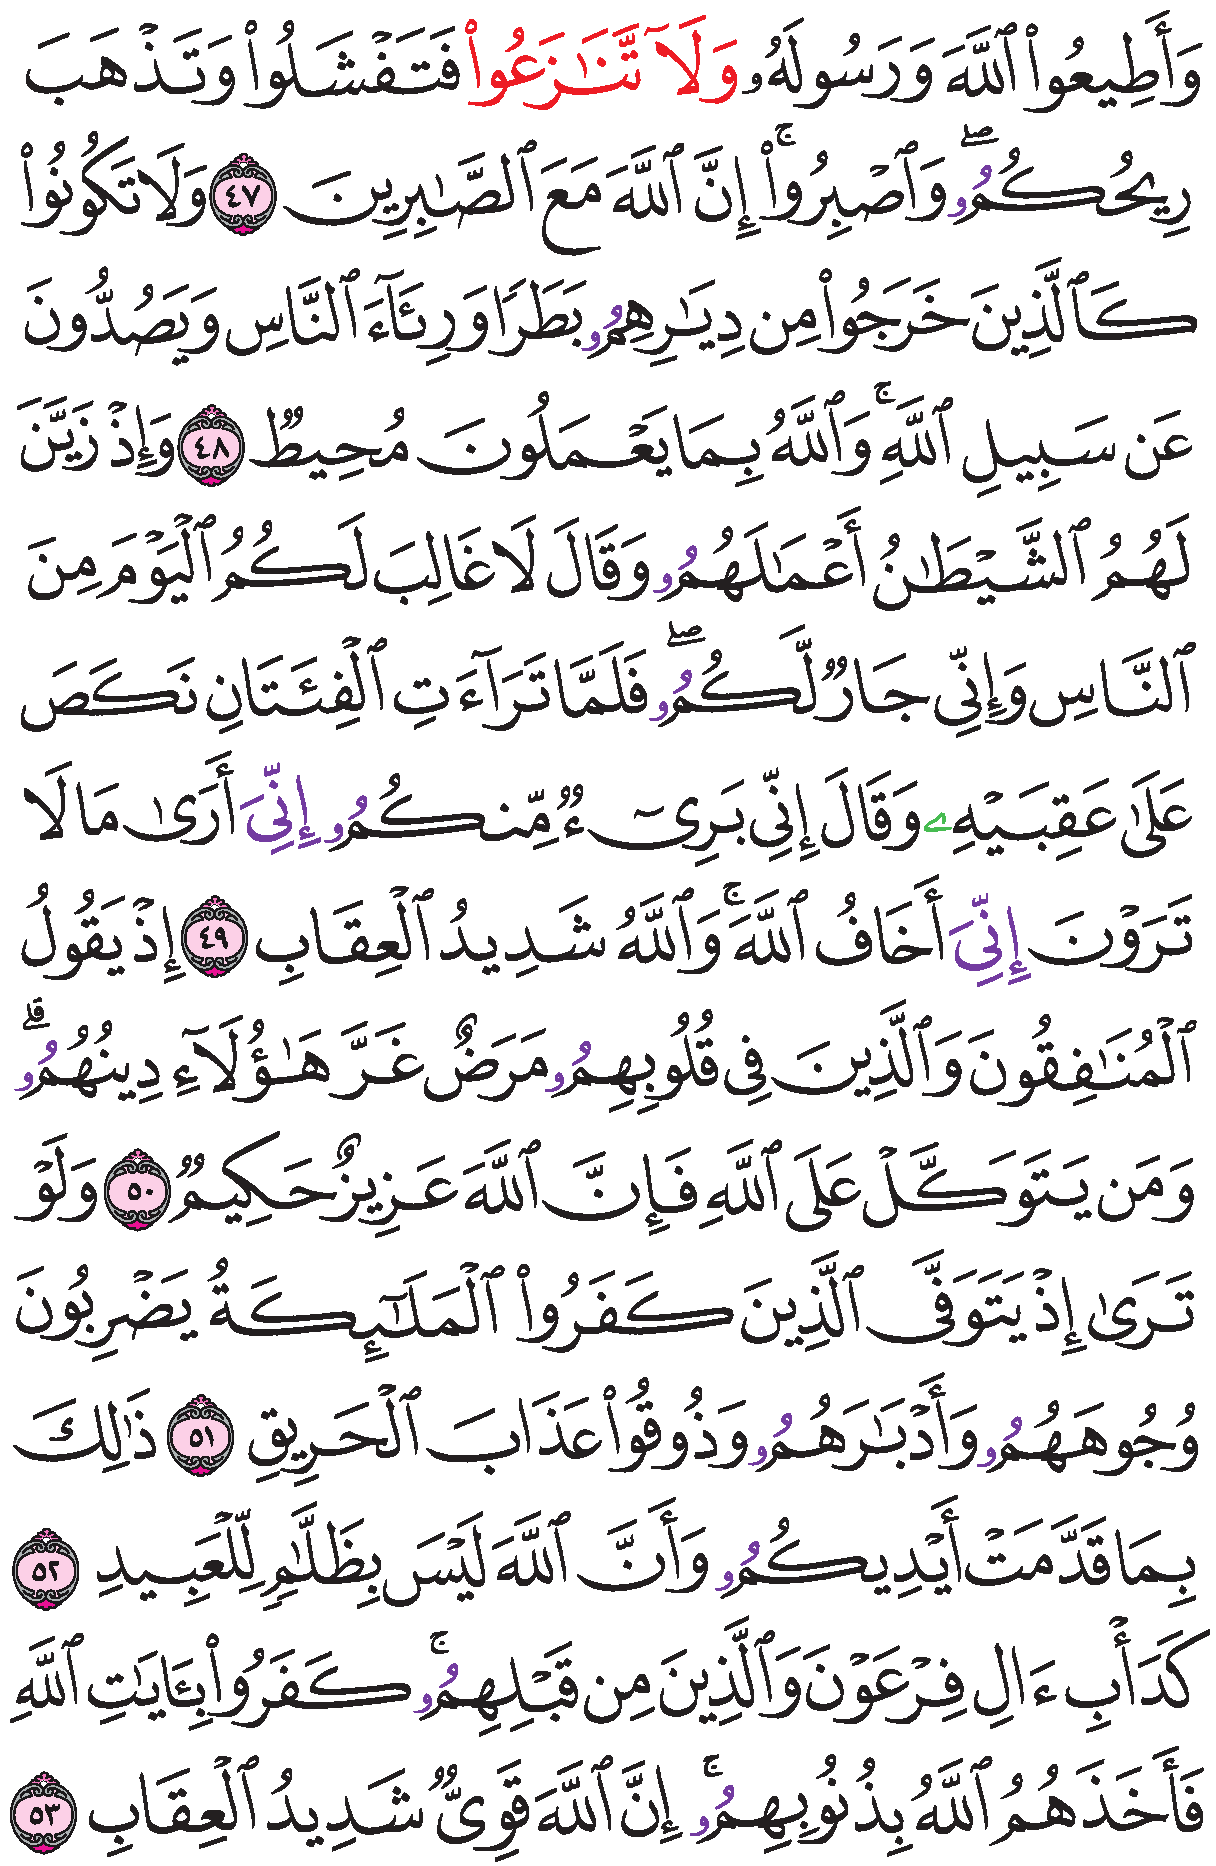 وَأَطِيعُوا۟ ٱللَّهَ وَرَسُولَهُۥ وَلَآ تَّنَـٰزَعُوا۟ فَتَفْشَلُوا۟ وَتَذْهَبَ
رِيحُكُمُۥۖ وَٱصْبِرُوٓا۟ۚ إِنَّ ٱللَّهَ مَعَ ٱلصَّـٰبِرِينَ ٤٧ وَلَا تَكُونُوا۟
كَٱلَّذِينَ خَرَجُوا۟ مِن دِيَـٰرِهِمُۥ بَطَرًا وَرِئَآءَ ٱلنَّاسِ وَيَصُدُّونَ
عَن سَبِيلِ ٱللَّهِۚ وَٱللَّهُ بِمَا يَعْمَلُونَ مُحِيطٌ ٤٨ وَإِذْ زَيَّنَ
لَهُمُ ٱلشَّيْطَـٰنُ أَعْمَـٰلَهُمُۥ وَقَالَ لَا غَالِبَ لَكُمُ ٱلْيَوْمَ مِنَ
ٱلنَّاسِ وَإِنِّى جَارٌ لَّكُمُۥۖ فَلَمَّا تَرَآءَتِ ٱلْفِئَتَانِ نَكَصَ
عَلَىٰ عَقِبَيْهِۦ وَقَالَ إِنِّى بَرِىٓءٌ مِّنكُمُۥ إِنِّىَ أَرَىٰ مَا لَا
تَرَوْنَ إِنِّىَ أَخَافُ ٱللَّهَۚ وَٱللَّهُ شَدِيدُ ٱلْعِقَابِ ٤٩ إِذْ يَقُولُ
ٱلْمُنَـٰفِقُونَ وَٱلَّذِينَ فِى قُلُوبِهِمُۥ مَرَضٌ غَرَّ هَـٰٓؤُلَآءِ دِينُهُمُۥۗ
وَمَن يَتَوَكَّلْ عَلَى ٱللَّهِ فَإِنَّ ٱللَّهَ عَزِيزٌ حَكِيمٌ ٥٠ وَلَوْ
تَرَىٰٓ إِذْ يَتَوَفَّى ٱلَّذِينَ كَفَرُوا۟ ٱلْمَلَـٰٓئِكَةُ يَضْرِبُونَ
وُجُوهَهُمُۥ وَأَدْبَـٰرَهُمُۥ وَذُوقُوا۟ عَذَابَ ٱلْحَرِيقِ ٥١ ذَٰلِكَ
بِمَا قَدَّمَتْ أَيْدِيكُمُۥ وَأَنَّ ٱللَّهَ لَيْسَ بِظَلَّـٰمٍ لِّلْعَبِيدِ ٥٢
كَدَأْبِ ءَالِ فِرْعَوْنَ وَٱلَّذِينَ مِن قَبْلِهِمُۥۚ كَفَرُوا۟ بِـَٔايَـٰتِ ٱللَّهِ
فَأَخَذَهُمُ ٱللَّهُ بِذُنُوبِهِمُۥۚ إِنَّ ٱللَّهَ قَوِىٌّ شَدِيدُ ٱلْعِقَابِ ٥٣